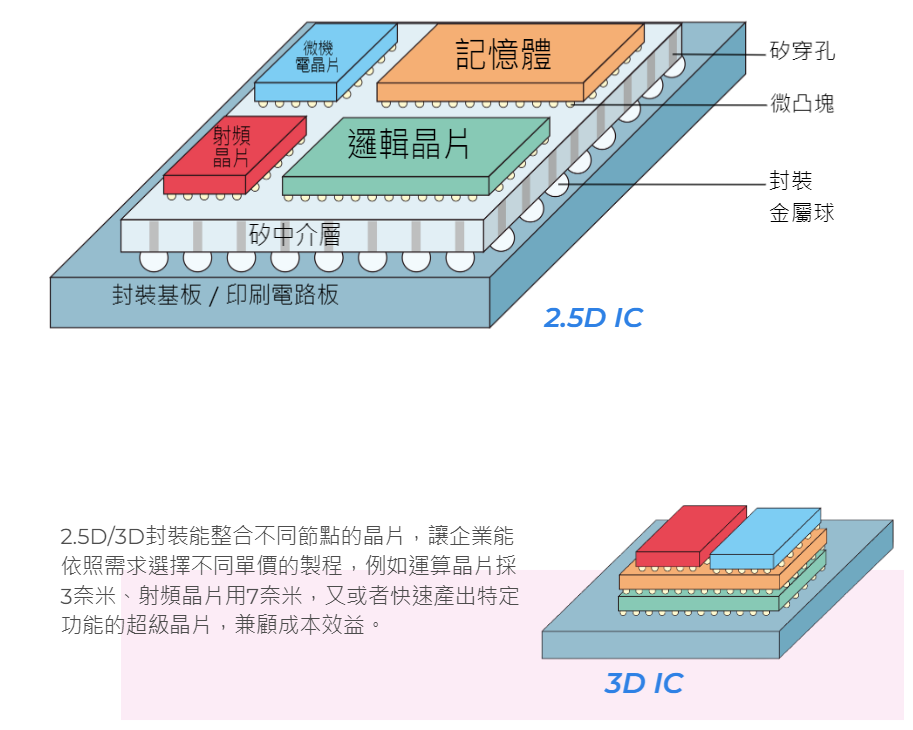 微機
電晶片
記憶體
矽穿孔
微凸塊
射頻
晶片
邏輯晶片
封裝
金屬球
矽中介層
封裝基板 / 印刷電路板
2.5D IC
2.5D/3D封裝能整合不同節點的晶片，讓企業能
依照需求選擇不同單價的製程，例如運算晶片採
3奈米、射頻晶片用7奈米，又或者快速產出特定
功能的超級晶片，兼顧成本效益。
3D IC